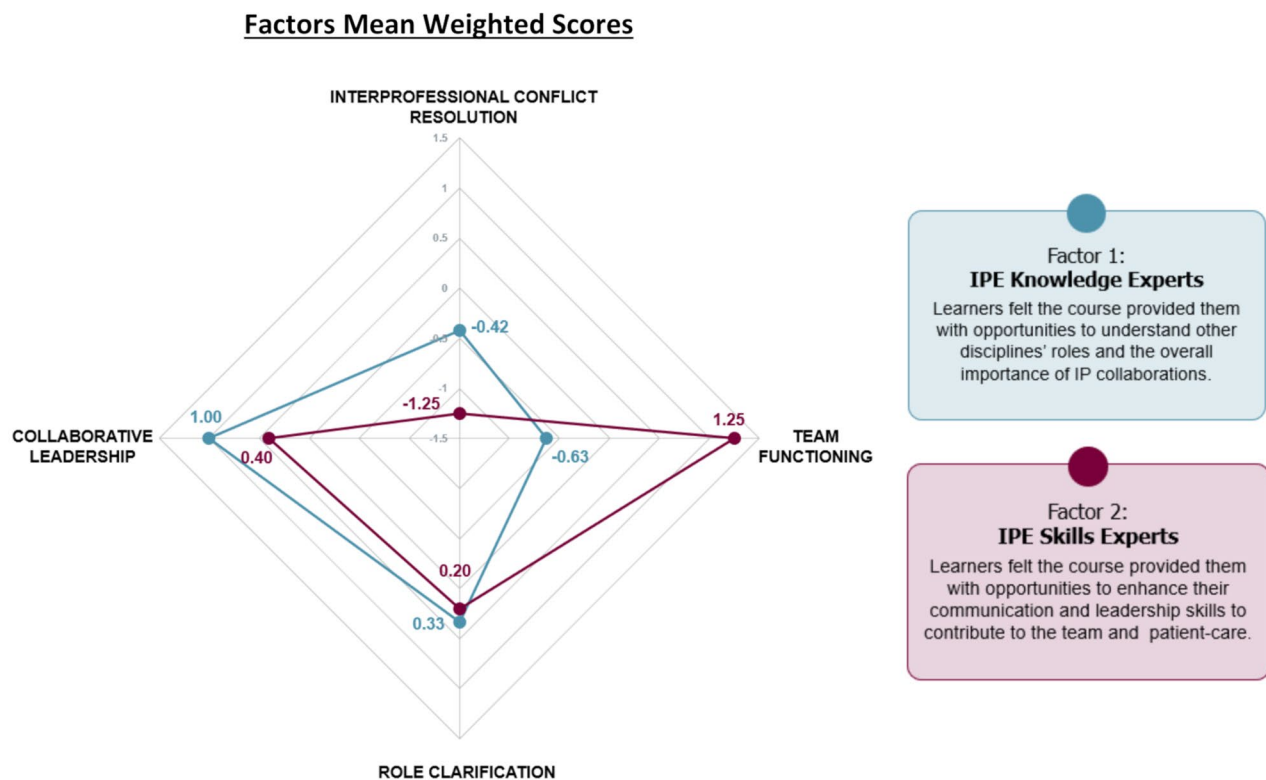 Factors Mean Weighted Scores
INTERPROFESSIONAL CONFLICT
RESOLUTION
1.5
1
0.5
0
-0.42
-0.5
-1
-1.25
-1.5
1.00
0.40
COLLABORATIVE
LEADERSHIP
1.25
-0.63
TEAM
FUNCTIONING
0.20
0.33
ROLE CLARIFICATION
Factor 1:
IPE Knowledge Experts
Learners felt the course provided them
with opportunities to understand other
disciplines’ roles and the overall
importance of IP collaborations.
Factor 2:
IPE Skills Experts
Learners felt the course provided them
with opportunities to enhance their
communication and leadership skills to
contribute to the team and  patient-care.